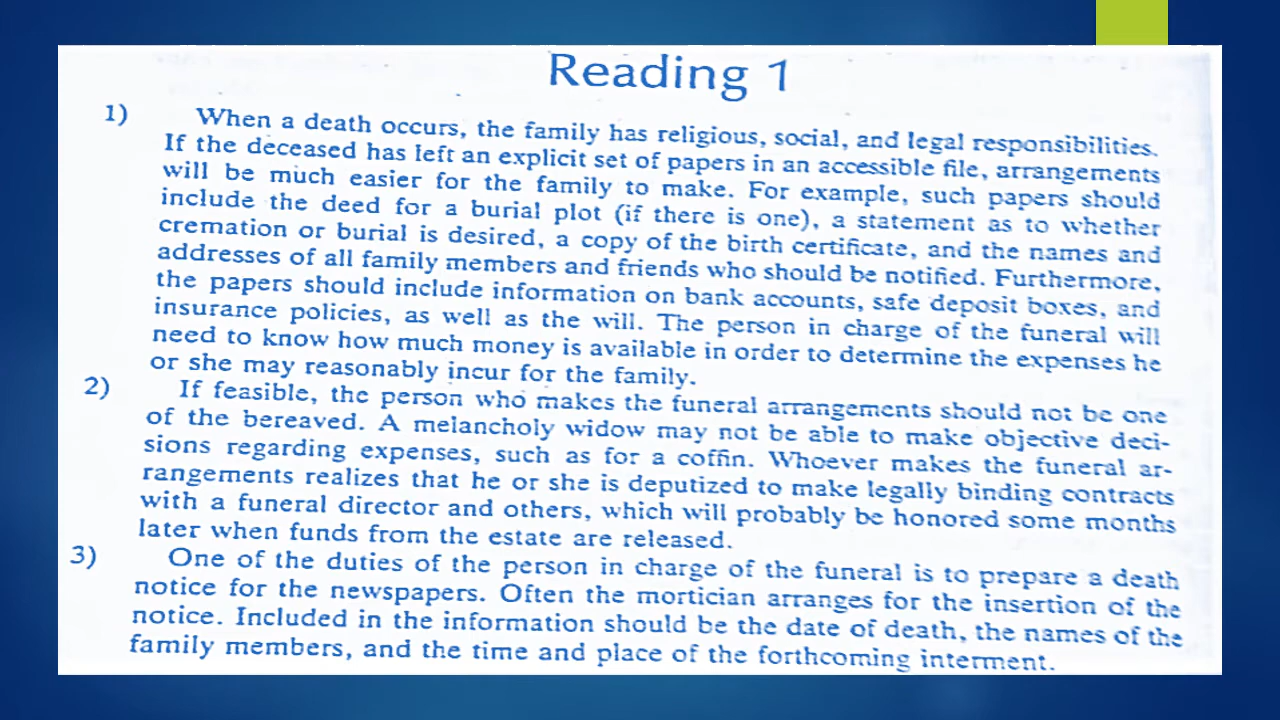 Reading 1
1) When a death occurs, the family has religious, social, and legal responsibilities.
If the deceased has left an explicit set of papers in an accessible file, arrangements
will be much easier for the family to make. For example, such papers should
include the deed for a burial plot (if there is one), a statement as to whether
cremation or burial is desired, a copy of the birth certificate, and the names and
addresses of all family members and friends who should be notified. Furthermore,
the papers should include information on bank accounts, safe deposit boxes, and
insurance policies, as well as the will. The person in charge of the funeral will
need to know how much money is available in order to determine the expenses he
or she may reasonably incur for the family.
2) If feasible, the person who makes the funeral arrangements should not be one
of the bereaved. A melancholy widow may not be able to make objective deci-
sions regarding expenses, such as for a coffin. Whoever makes the funeral ar-
rangements realizes that he or she is deputized to make legally binding contracts
with a funeral director and others, which will probably be honored some months
later when funds from the estate are released.
3) One of the duties of the person in charge of the funeral is to prepare a death
notice for the newspapers. Often the mortician arranges for the insertion of the
notice. Included in the information should be the date of death, the names of the
family members, and the time and place of the forthcoming interment.